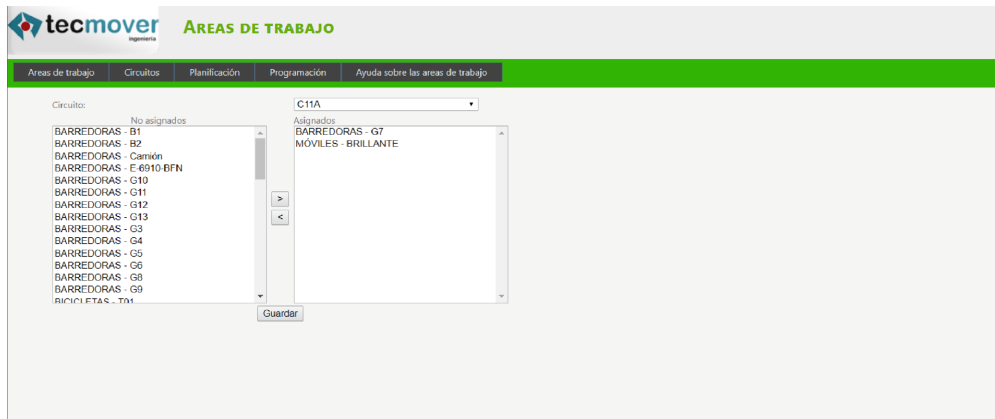 tecmover
ingeniería
AREAS DE TRABAJO
Areas de trabajo Circuitos Planificación Programación Ayuda sobre las areas de trabajo
Circuito: C11A
No asignados Asignados
BARREDORAS - B1 BARREDORAS - G7
BARREDORAS - B2 MÓVILES - BRILLANTE
BARREDORAS - Camión
BARREDORAS - E-6910-BFN
BARREDORAS - G10
BARREDORAS - G11
BARREDORAS - G12
BARREDORAS - G13
BARREDORAS - G3
BARREDORAS - G4
BARREDORAS - G5
BARREDORAS - G6
BARREDORAS - G8
BARREDORAS - G9
BICICLETAS - T01
>
<
Guardar